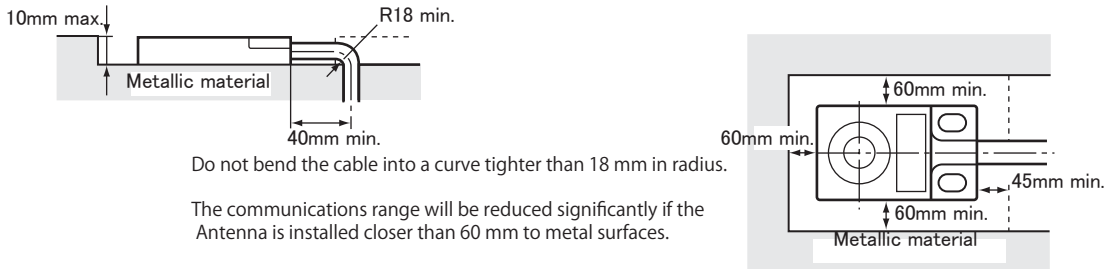 10mm max.
R18 min.
Metallic material
40mm min.
Do not bend the cable into a curve tighter than 18 mm in radius.
The communications range will be reduced significantly if the
Antenna is installed closer than 60 mm to metal surfaces.
60mm min.
60mm min.
45mm min.
60mm min.
Metallic material